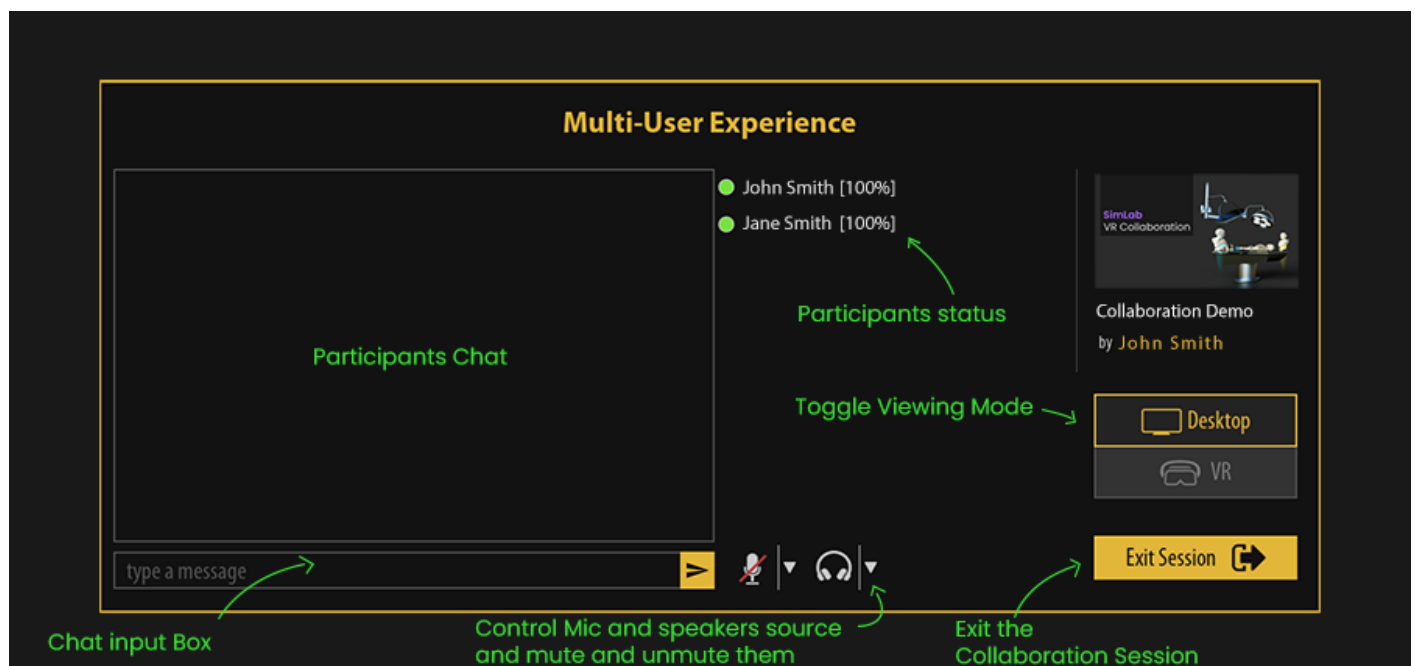 Multi-User Experience
John Smith [100%]
Jane Smith [100%]
SimLab
VR Collaboration
Participants status
Collaboration Demo
by John Smith
Participants Chat
Toggle Viewing Mode
Desktop
VR
type a message
Exit Session
Chat input Box
Control Mic and speakers source
and mute and unmute them
Exit the
Collaboration Session